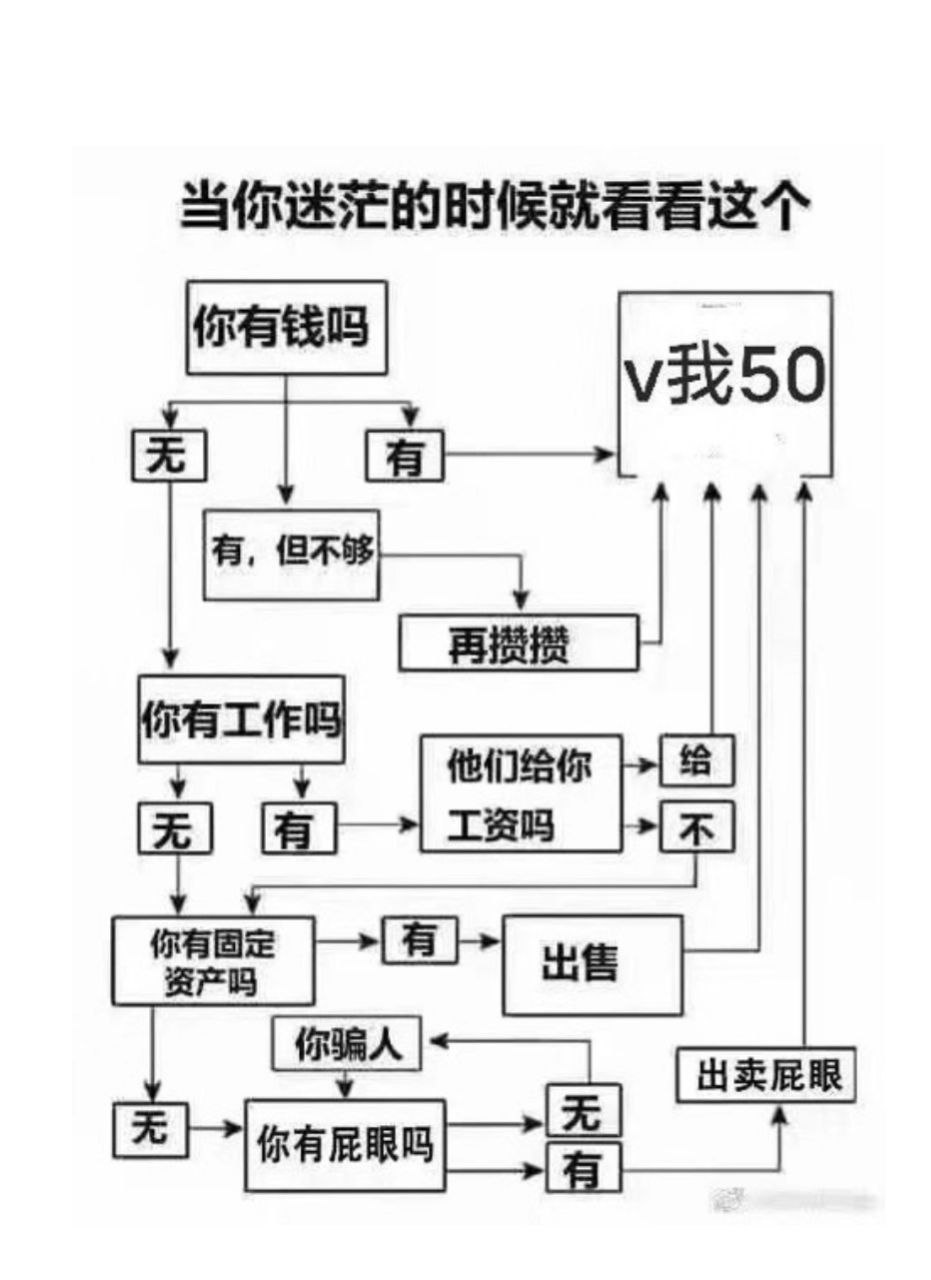 当你迷茫的时候就看看这个
你有钱吗
v我50
无
有
有，但不够
再攒攒
你有工作吗
他们给你
工资吗
给
不
无
有
你有固定
资产吗
有
出售
你骗人
出卖屁眼
无
你有屁眼吗
无
有